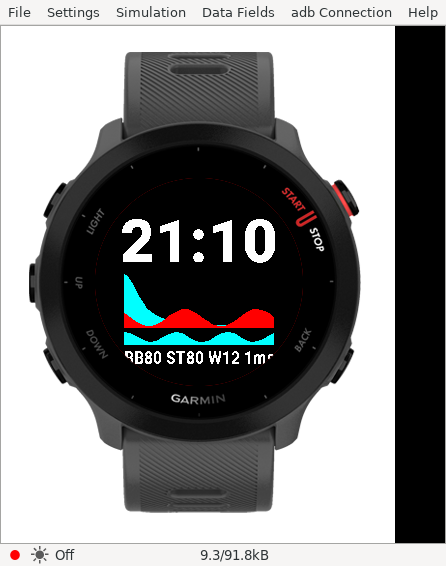 File Settings Simulation Data Fields adb Connection Help
START
STOP
LIGHT
21:10
UP
DOWN
BACK
BB80 ST80 W12 1m
GARMIN
Off 9.3/91.8kB